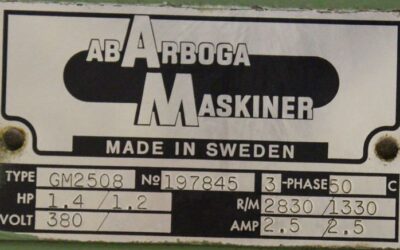 AB ARBOGA
MASKINER
MADE IN SWEDEN
TYPE GM2508 No 197845 3-PHASE 50 C
HP 1.4 / 1.2 R/M 2830 / 1330
VOLT 380 / AMP 2.5 / 2.5